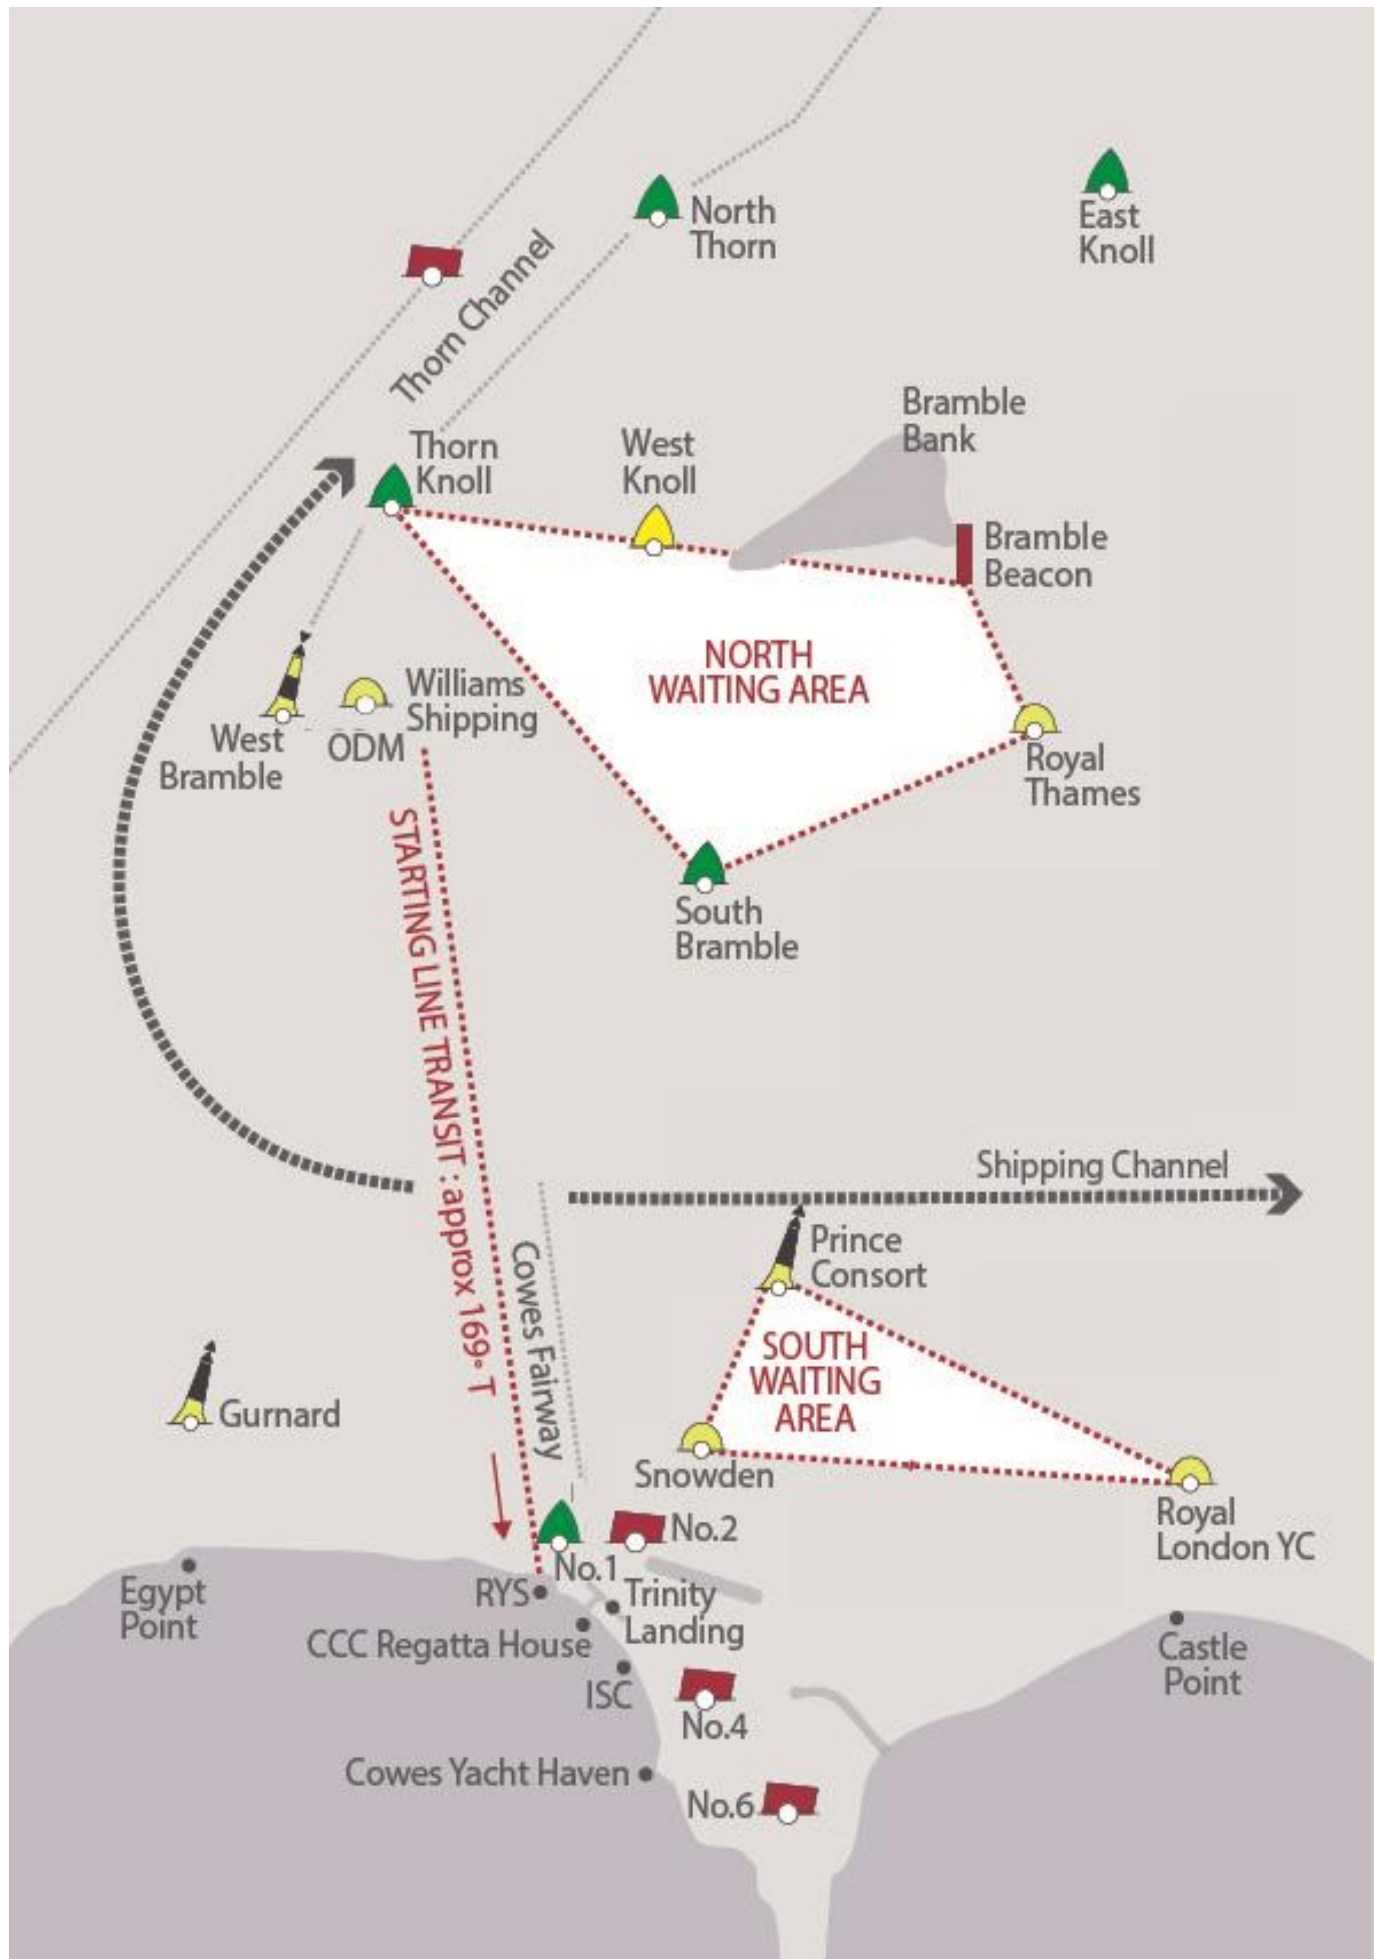 North
Thorn
East
Knoll
Thorn Channel
Bramble
Bank
Thorn
Knoll
West
Knoll
Bramble
Beacon
NORTH
WAITING AREA
Williams
Shipping
West
Bramble
ODM
Royal
Thames
STARTING LINE TRANSIT : approx 169° T
South
Bramble
Shipping Channel
Prince
Consort
Cowes Fairway
SOUTH
WAITING
AREA
Gurnard
Snowden
Royal
London YC
No.2
No.1
Egypt
Point
RYS
Trinity
Landing
CCC Regatta House
ISC
Castle
Point
No.4
Cowes Yacht Haven
No.6